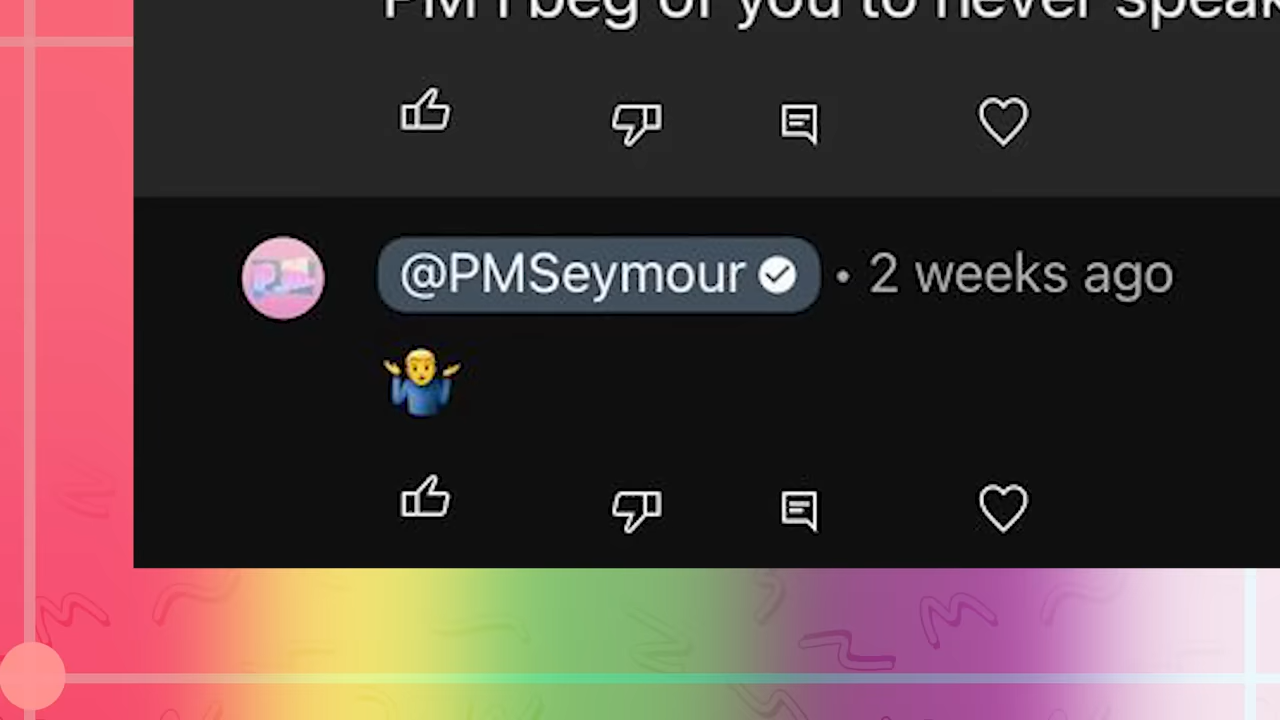 PM I beg of you to never speak
@PMSeymour • 2 weeks ago
🤷‍♂️